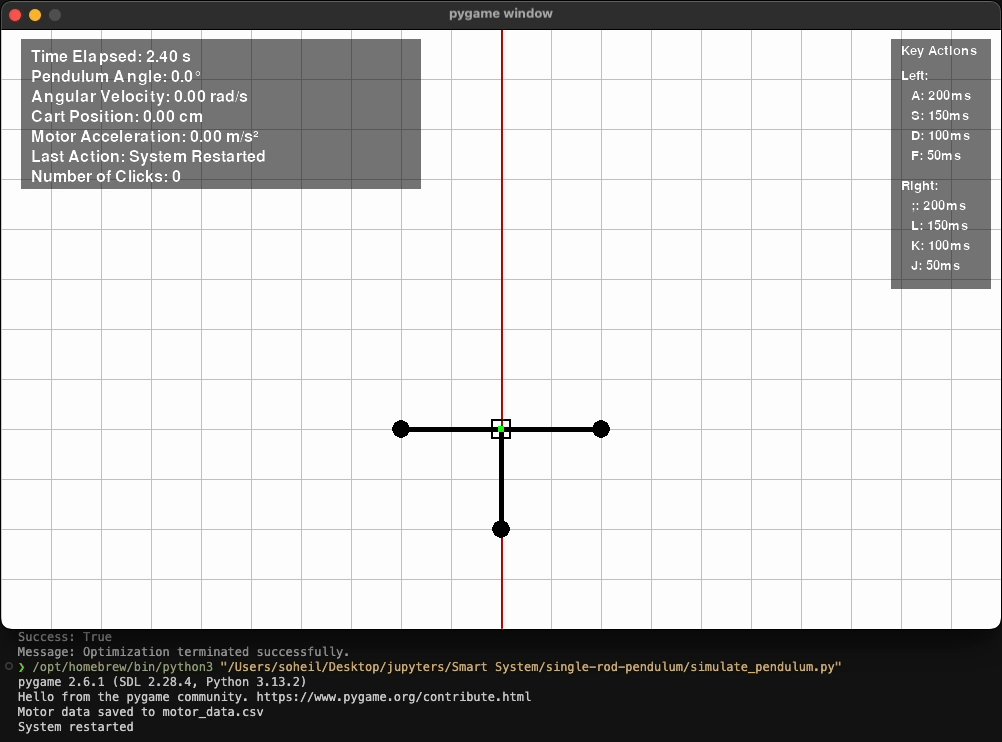 pygame window
Time Elapsed: 2.40 s
Pendulum Angle: 0.0°
Angular Velocity: 0.00 rad/s
Cart Position: 0.00 cm
Motor Acceleration: 0.00 m/s²
Last Action: System Restarted
Number of Clicks: 0
Key Actions
Left:
A: 200ms
S: 150ms
D: 100ms
F: 50ms
Right:
;: 200ms
L: 150ms
K: 100ms
J: 50ms
Success: True
Message: Optimization terminated successfully.
❯ /opt/homebrew/bin/python3 "/Users/soheil/Desktop/jupyters/Smart System/single-rod-pendulum/simulate_pendulum.py"
pygame 2.6.1 (SDL 2.28.4, Python 3.13.2)
Hello from the pygame community. https://www.pygame.org/contribute.html
Motor data saved to motor_data.csv
System restarted